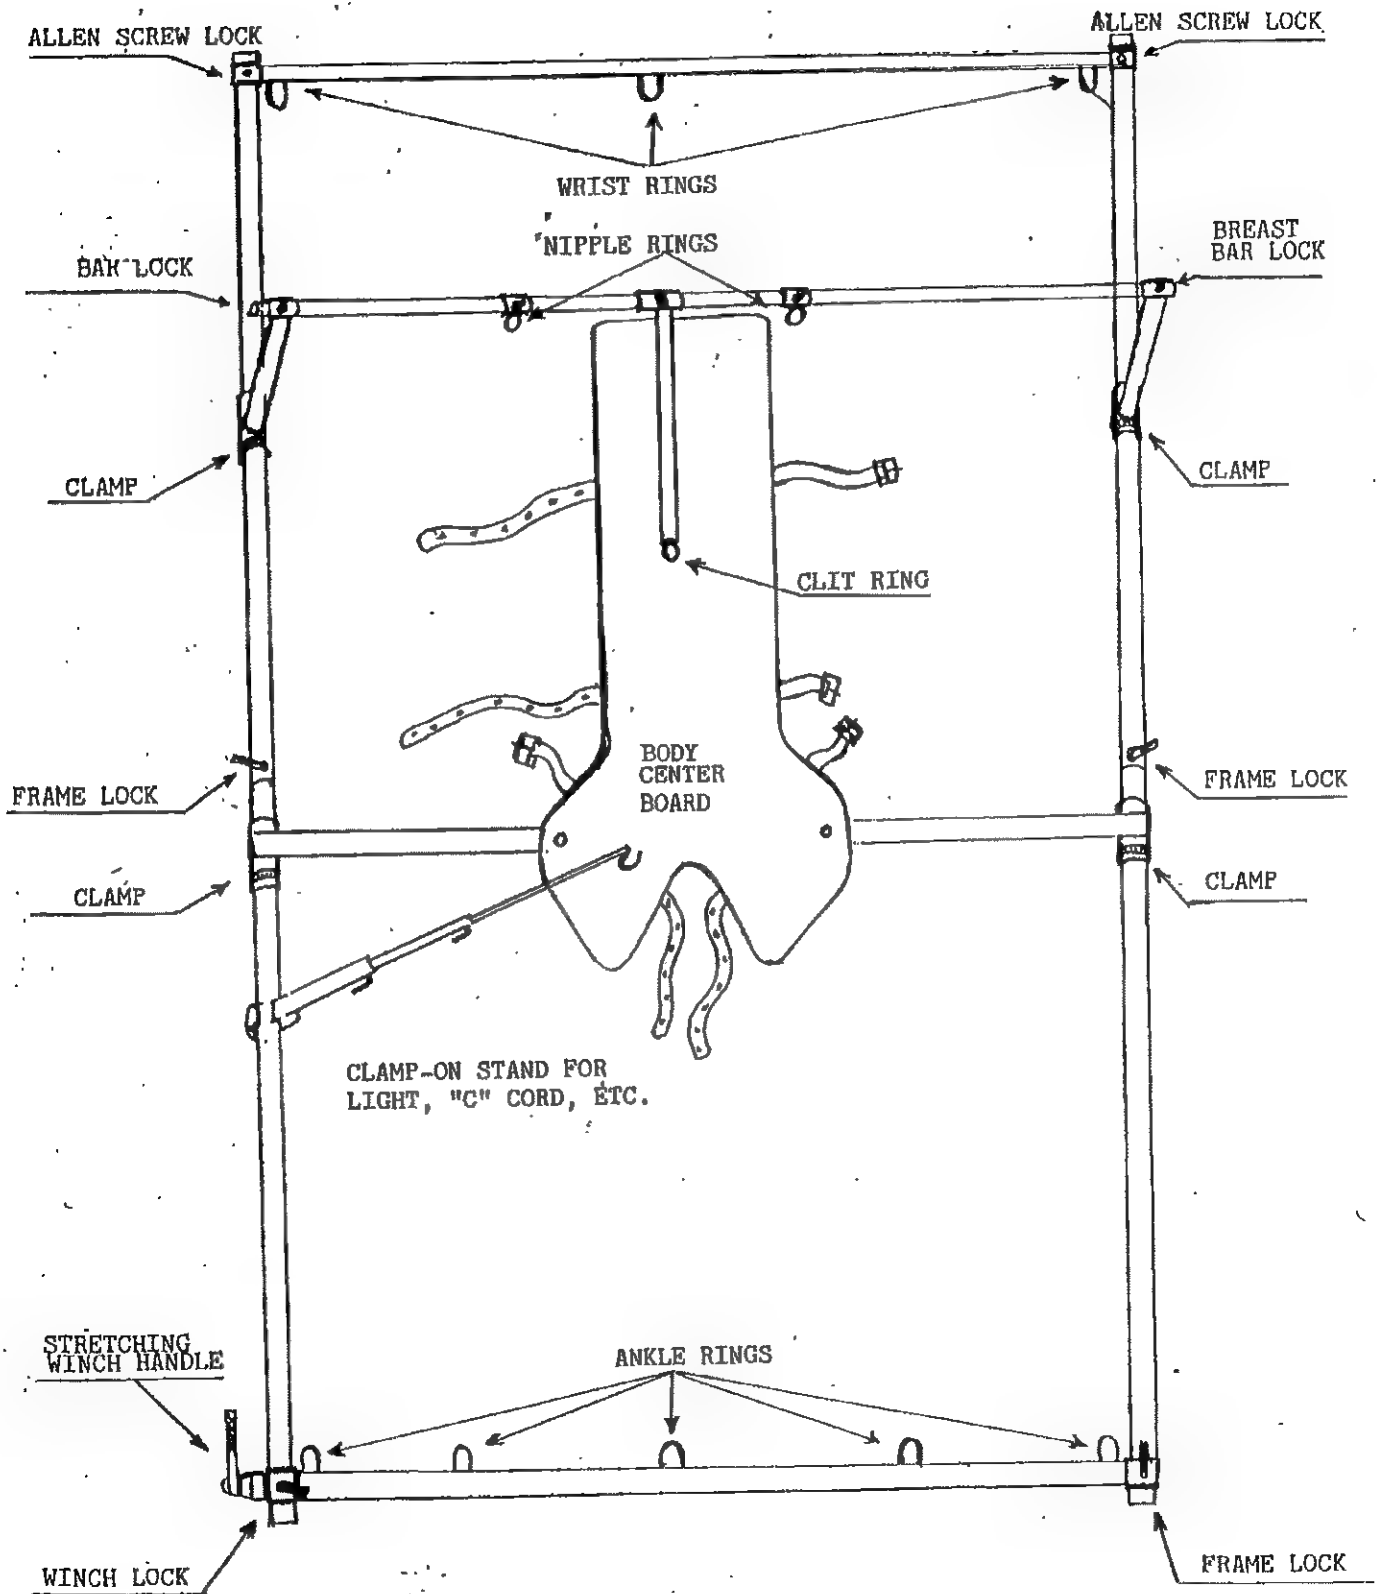 ALLEN SCREW LOCK
ALLEN SCREW LOCK
WRIST RINGS
NIPPLE RINGS
BREAST
BAR LOCK
BAR LOCK
CLAMP
CLAMP
CLIT RING
BODY
CENTER
BOARD
FRAME LOCK
FRAME LOCK
CLAMP
CLAMP
CLAMP-ON STAND FOR
LIGHT, "C" CORD, ETC.
STRETCHING
WINCH HANDLE
ANKLE RINGS
WINCH LOCK
FRAME LOCK